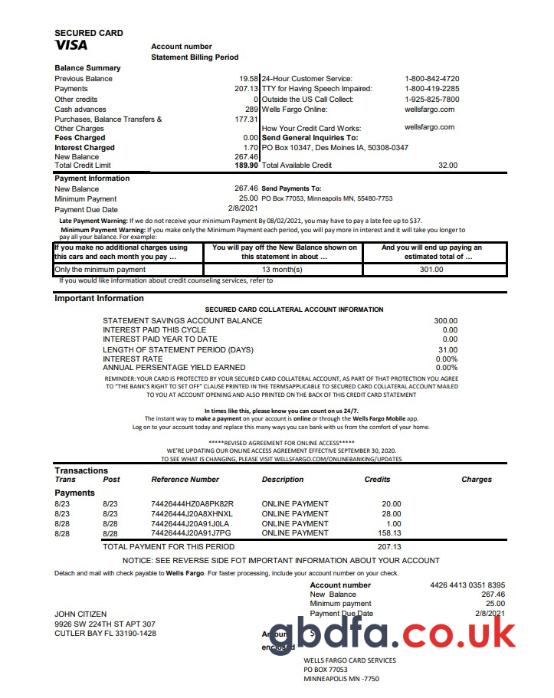 SECURED CARD
VISA
Account number
Statement Billing Period
Balance Summary
Previous Balance 19.58 24-Hour Customer Service: 1-800-842-4720
Payments 207.13 TTY for Having Speech Impaired: 1-800-419-2285
Other credits 0 Outside the US Call Collect: 1-925-825-7800
Cash advances 289 Wells Fargo Online: wellsfargo.com
Purchases, Balance Transfers & 177.31
Other Charges How Your Credit Card Works: wellsfargo.com
Fees Charged 0.00 Send General Inquiries To:
Interest Charged 1.70 PO Box 10347, Des Moines IA, 50308-0347
New Balance 267.46
Total Credit Limit 189.90 Total Available Credit 32.00
Payment Information
New Balance 267.46 Send Payments To:
Minimum Payment 25.00 PO Box 77053, Minneapolis MN, 55480-7753
Payment Due Date 2/8/2021
Late Payment Warning: If we do not receive your minimum Payment By 08/02/2021, you may have to pay a late fee up to $37.
Minimum Payment Warning: If you make only the Minimum Payment each period, you will pay more in interest and it will take you longer to
pay all your balance. For example:
If you make no additional charges using You will pay off the New Balance shown on And you will end up paying an
this cars and each month you pay ... this statement in about ... estimated total of ...
Only the minimum payment 13 month(s) 301.00
If you would like information about credit counseling services, refer to
Important Information
SECURED CARD COLLATERAL ACCOUNT INFORMATION
STATEMENT SAVINGS ACCOUNT BALANCE 300.00
INTEREST PAID THIS CYCLE 0.00
INTEREST PAID YEAR TO DATE 0.00
LENGTH OF STATEMENT PERIOD (DAYS) 31.00
INTEREST RATE 0.00%
ANNUAL PERSENTAGE YIELD EARNED 0.00%
REMINDER: YOUR CARD IS PROTECTED BY YOUR SECURED CARD COLLATERAL ACCOUNT, AS PART OF THAT PROTECTION YOU AGREE
TO "THE BANK'S RIGHT TO SET OFF" CLAUSE PRINTED IN THE TERMSAPPLICABLE TO SECURED CARD COLLATERAL ACCOUNT MAILED
TO YOU AT ACCOUNT OPENING AND ALSO PRINTED ON THE BACK OF THIS CREDIT CARD STATEMENT
In times like this, please know you can count on us 24/7.
The instant way to make a payment on your account is online or through the Wells Fargo Mobile app.
Log on to your account today and replace this many ways you can bank with us from the comfort of your home.
*****REVISED AGREEMENT FOR ONLINE ACCESS*****
WE'RE UPDATING OUR ONLINE ACCESS AGREEMENT EFFECTIVE SEPTEMBER 30, 2020.
TO SEE WHAT IS CHANGING, PLEASE VISIT WELLSFARGO.COM/ONLINEBANKING/UPDATES
Transactions
Trans Post Reference Number Description Credits Charges
Payments
8/23 8/23 74426444HZ0A8PK82R ONLINE PAYMENT 20.00
8/23 8/23 74426444J20A8XHNXL ONLINE PAYMENT 28.00
8/28 8/28 74426444J20A91J0LA ONLINE PAYMENT 1.00
8/28 8/28 74426444J20A91J7PG ONLINE PAYMENT 158.13
TOTAL PAYMENT FOR THIS PERIOD 207.13
NOTICE: SEE REVERSE SIDE FOT IMPORTANT INFORMATION ABOUT YOUR ACCOUNT
Detach and mail with check payable to Wells Fargo. For faster processing, include your account number on your check.
Account number 4426 4413 0351 8395
New Balance 267.46
Minimum payment 25.00
Payment Due Date 2/8/2021
JOHN CITIZEN
9926 SW 224TH ST APT 307
CUTLER BAY FL 33190-1428
Amount $
enclosed
gbdfa.co.uk
WELLS FARGO CARD SERVICES
PO BOX 77053
MINNEAPOLIS MN -7750